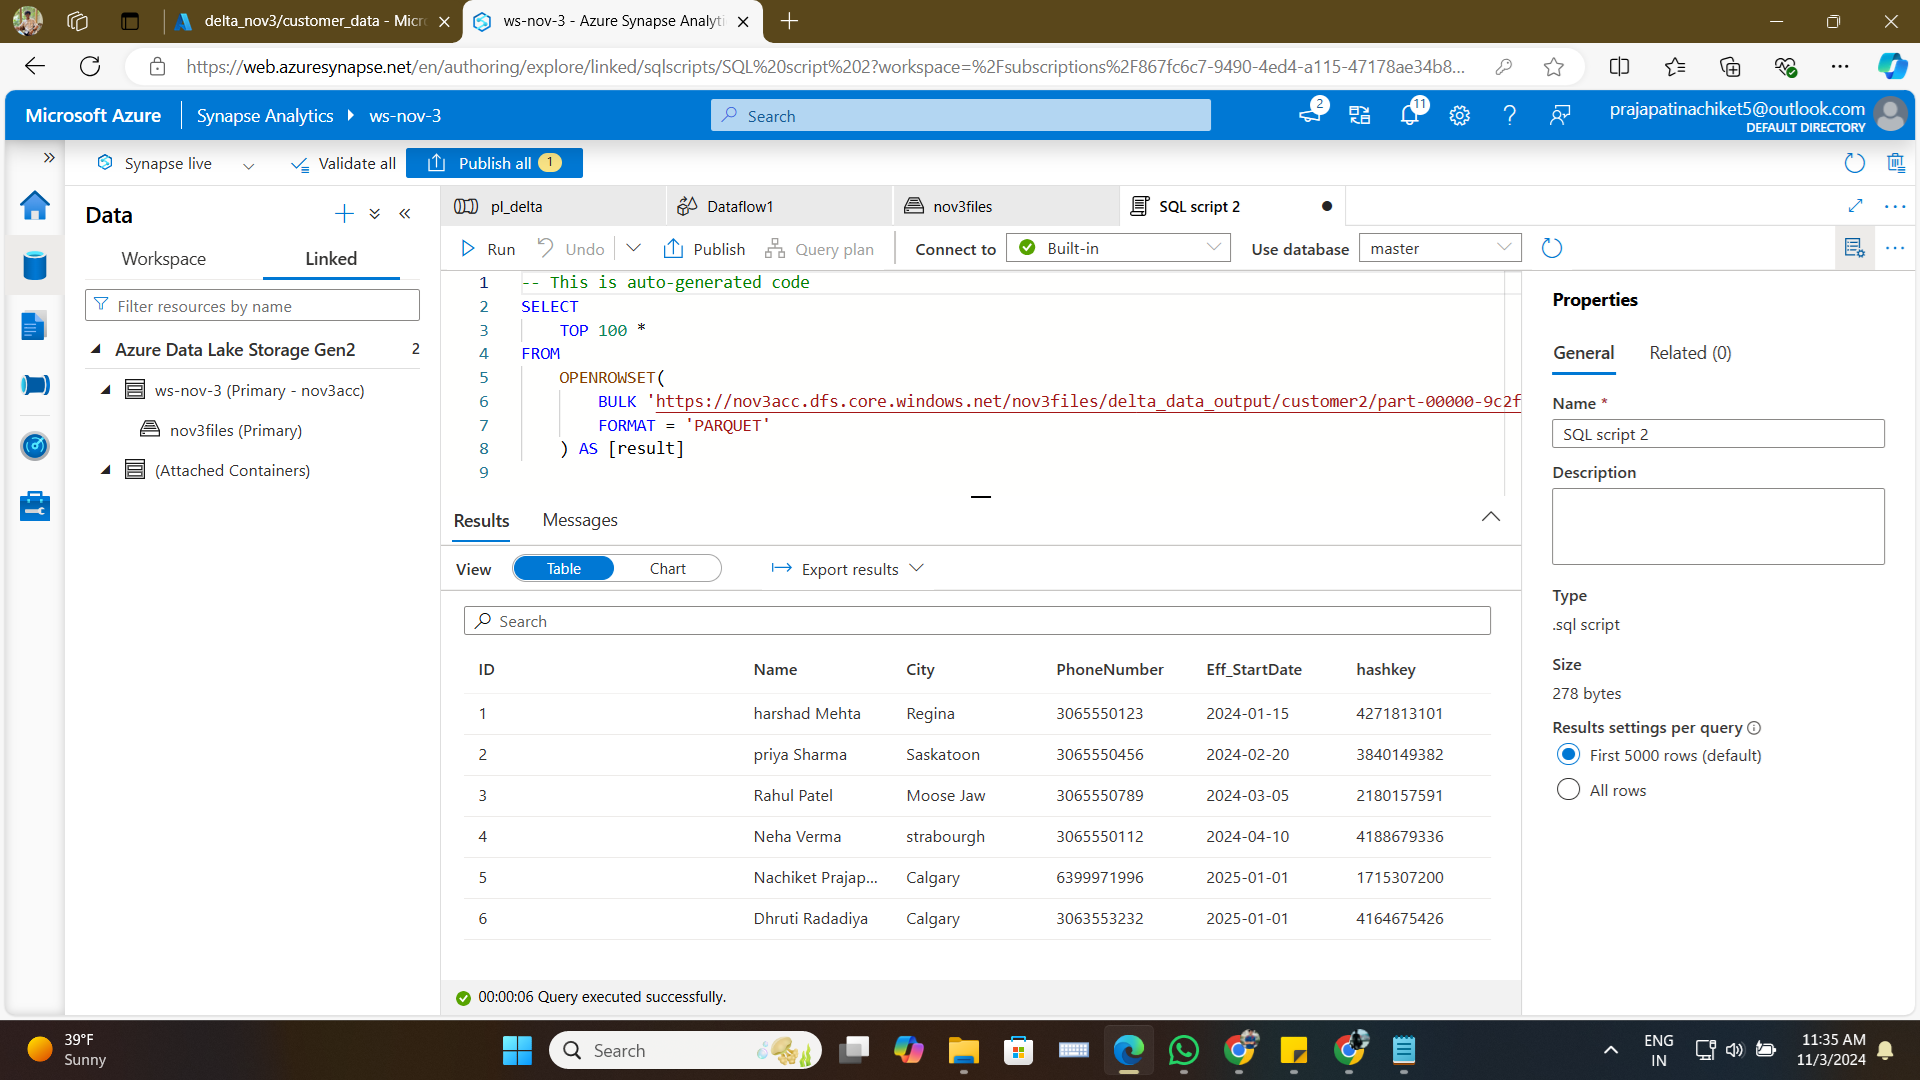 delta_nov3/customer_data - Micr
ws-nov-3 - Azure Synapse Analyti
https://web.azuresynapse.net/en/authoring/explore/linked/sqlscripts/SQL%20script%202?workspace=%2Fsubscriptions%2F867fc6c7-9490-4ed4-a115-47178ae34b8...
Microsoft Azure
Synapse Analytics
ws-nov-3
Search
2
11
prajapatinachiket5@outlook.com
DEFAULT DIRECTORY
Synapse live
Validate all
Publish all 1
Data
Workspace
Linked
Filter resources by name
Azure Data Lake Storage Gen2 2
ws-nov-3 (Primary - nov3acc)
nov3files (Primary)
(Attached Containers)
pl_delta
Dataflow1
nov3files
SQL script 2
Run
Undo
Publish
Query plan
Connect to
Built-in
Use database
master
1 -- This is auto-generated code
2 SELECT
3 TOP 100 *
4 FROM
5 OPENROWSET(
6 BULK 'https://nov3acc.dfs.core.windows.net/nov3files/delta_data_output/customer2/part-00000-9c2f
7 FORMAT = 'PARQUET'
8 ) AS [result]
9
Results
Messages
View
Table
Chart
Export results
Search
ID Name City PhoneNumber Eff_StartDate hashkey
1 harshad Mehta Regina 3065550123 2024-01-15 4271813101
2 priya Sharma Saskatoon 3065550456 2024-02-20 3840149382
3 Rahul Patel Moose Jaw 3065550789 2024-03-05 2180157591
4 Neha Verma strabourgh 3065550112 2024-04-10 4188679336
5 Nachiket Prajap... Calgary 6399971996 2025-01-01 1715307200
6 Dhruti Radadiya Calgary 3063553232 2025-01-01 4164675426
00:00:06 Query executed successfully.
Properties
General
Related (0)
Name *
SQL script 2
Description
Type
.sql script
Size
278 bytes
Results settings per query
First 5000 rows (default)
All rows
39°F
Sunny
Search
ENG
IN
11:35 AM
11/3/2024